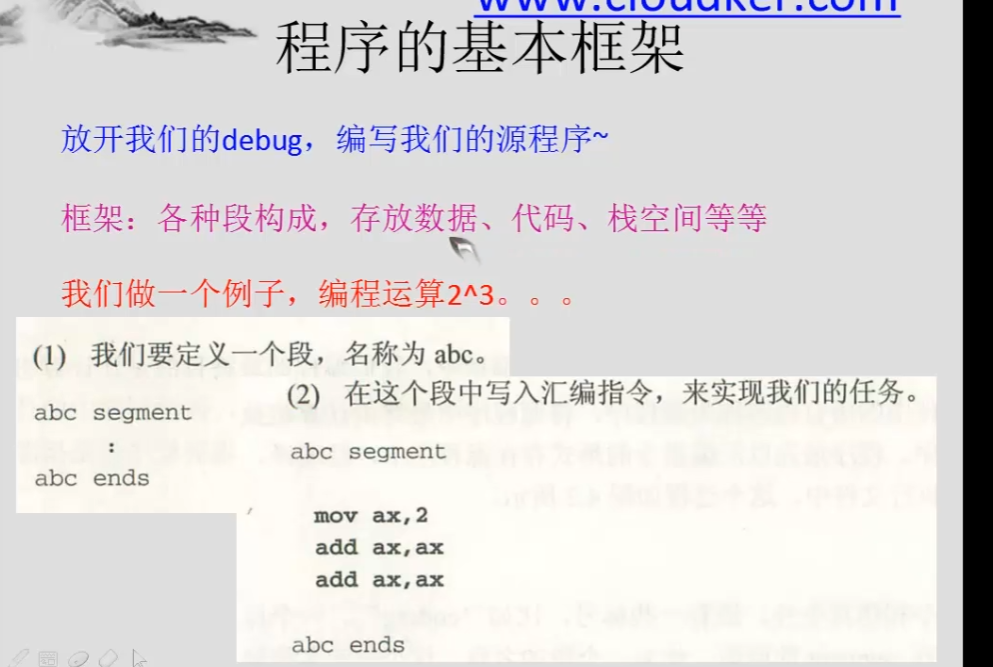 程序的基本框架
放开我们的debug，编写我们的源程序~
框架：各种段构成，存放数据、代码、栈空间等等
我们做一个例子，编程运算2^3。。。
(1) 我们要定义一个段，名称为 abc。
abc segment
:
abc ends
(2) 在这个段中写入汇编指令，来实现我们的任务。
abc segment
mov ax,2
add ax,ax
add ax,ax
abc ends